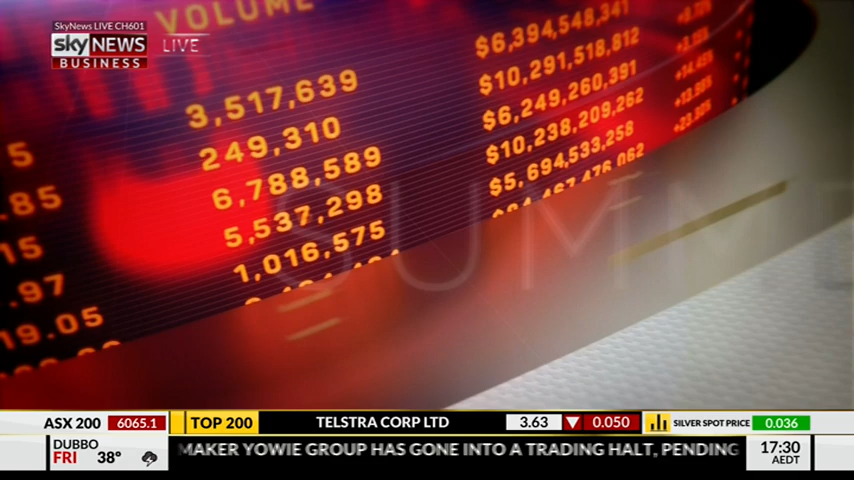 SkyNews LIVE CH601
sky NEWS
BUSINESS
LIVE
VOLUME
3,517,639
249,310
6,788,589
5,537,298
1,016,575
5
.85
15
.97
19.05
$6,394,548,341
$10,291,518,812
$6,249,260,391
$10,238,209,262
$5,694,533,258
SUMME
ASX 200
6065.1
TOP 200
TELSTRA CORP LTD
3.63
0.050
SILVER SPOT PRICE
0.036
DUBBO
FRI
38°
MAKER YOWIE GROUP HAS GONE INTO A TRADING HALT, PENDING
17:30
AEDT